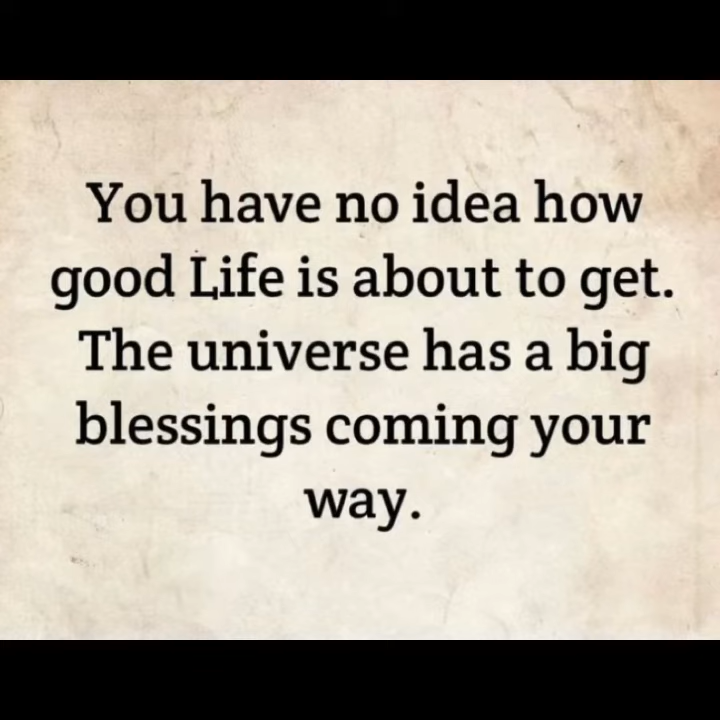 You have no idea how
good Life is about to get.
The universe has a big
blessings coming your
way.